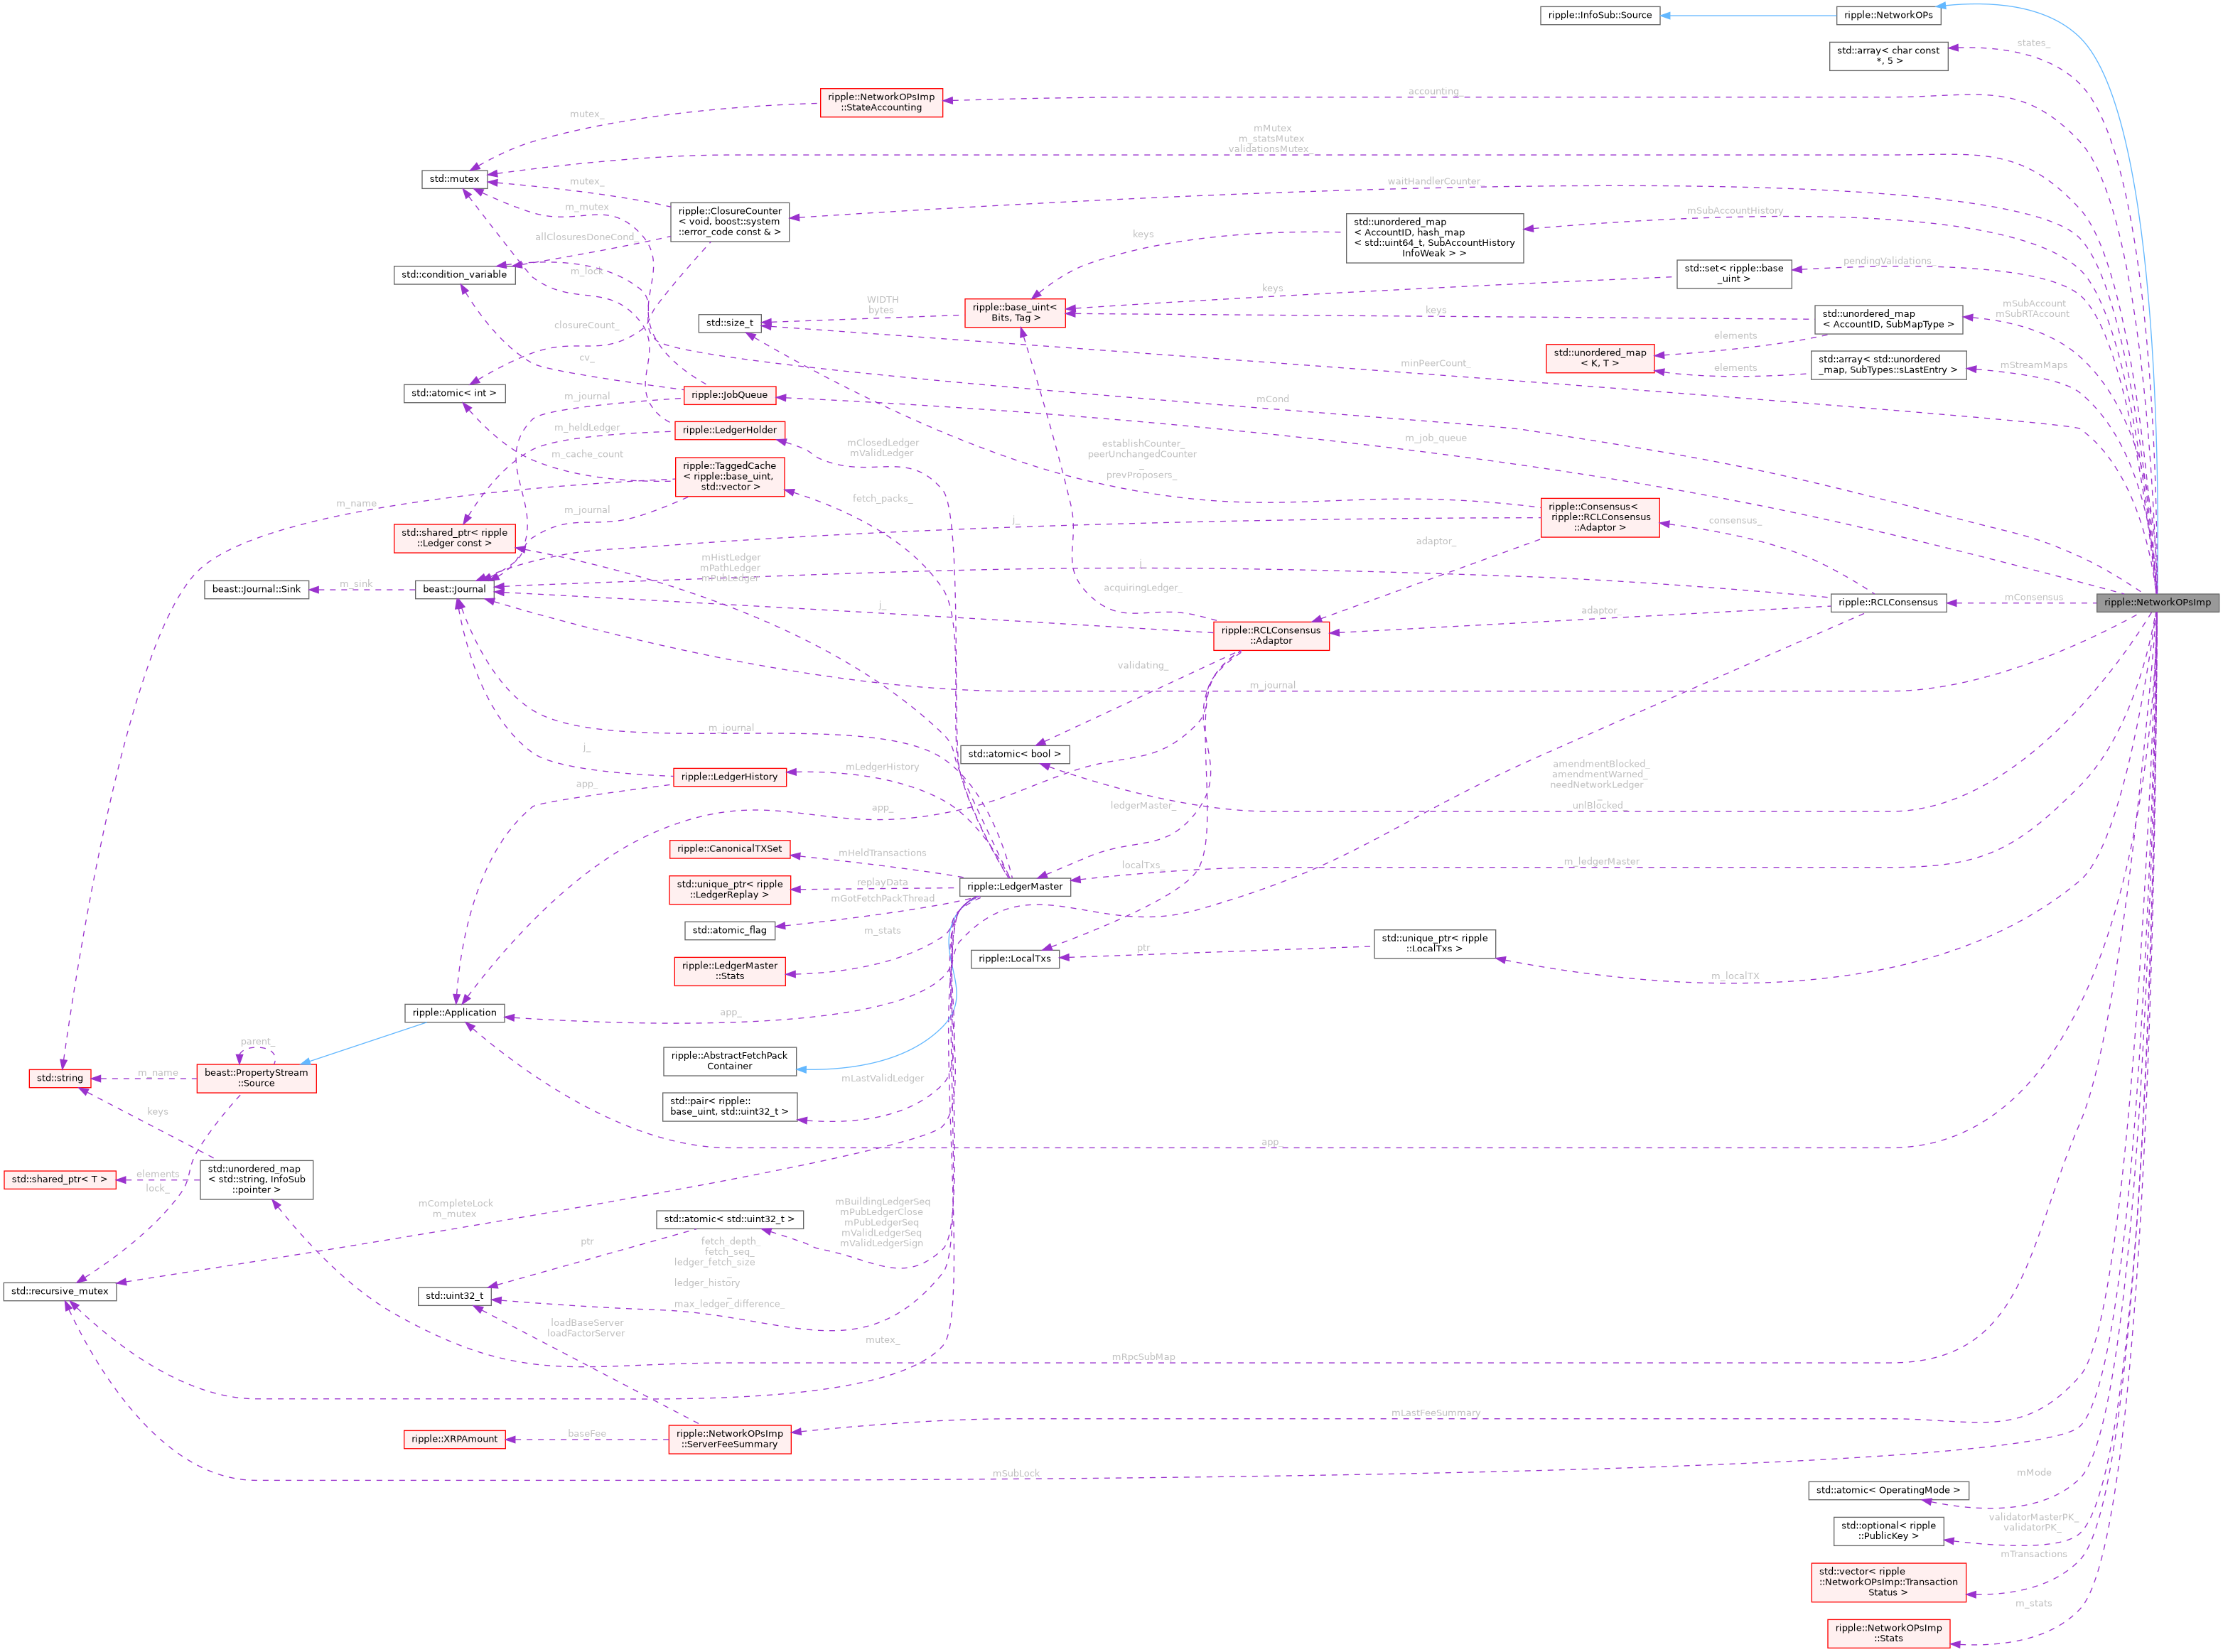 ripple::InfoSub::Source
ripple::NetworkOPs
states_
std::array< char const
*, 5 >
accounting_
ripple::NetworkOPsImp
::StateAccounting
mutex_
mMutex
m_statsMutex
validationsMutex_
std::mutex
mutex_
waitHandlerCounter_
m_mutex
ripple::ClosureCounter
< void, boost::system
::error_code const & >
mSubAccountHistory
std::unordered_map
< AccountID, hash_map
< std::uint64_t, SubAccountHistory
InfoWeak > >
keys
allClosuresDoneCond_
pendingValidations_
std::set< ripple::base
_uint >
std::condition_variable
m_lock
keys
WIDTH
bytes
ripple::base_uint<
Bits, Tag >
keys
mSubAccount
mSubRTAccount
std::unordered_map
< AccountID, SubMapType >
std::size_t
closureCount_
elements
std::unordered_map
< K, T >
cv_
minPeerCount_
std::array< std::unordered
_map, SubTypes::sLastEntry >
elements
mStreamMaps
std::atomic< int >
ripple::JobQueue
m_journal
mCond
m_heldLedger
ripple::LedgerHolder
mClosedLedger
mValidLedger
establishCounter_
peerUnchangedCounter
_
prevProposers_
m_job_queue
m_cache_count
ripple::TaggedCache
< ripple::base_uint,
std::vector >
fetch_packs_
m_name
m_journal
ripple::Consensus<
ripple::RCLConsensus
::Adaptor >
consensus_
j_
std::shared_ptr< ripple
::Ledger const >
adaptor_
mHistLedger
mPathLedger
mPubLedger
j_
beast::Journal::Sink
m_sink
beast::Journal
acquiringLedger_
ripple::RCLConsensus
mConsensus
ripple::NetworkOPsImp
j_
adaptor_
ripple::RCLConsensus
::Adaptor
validating_
m_journal
m_journal
std::atomic< bool >
j_
ripple::LedgerHistory
mLedgerHistory
app_
amendmentBlocked_
amendmentWarned_
needNetworkLedger
_
unlBlocked_
app_
ledgerMaster_
ripple::CanonicalTXSet
mHeldTransactions
localTxs_
m_ledgerMaster
std::unique_ptr< ripple
::LedgerReplay >
replayData
ripple::LedgerMaster
mGotFetchPackThread
std::atomic_flag
m_stats
std::unique_ptr< ripple
::LocalTxs >
ptr
ripple::LocalTxs
ripple::LedgerMaster
::Stats
m_localTX
ripple::Application
app_
parent_
ripple::AbstractFetchPack
Container
std::string
m_name
beast::PropertyStream
::Source
mLastValidLedger
std::pair< ripple::
base_uint, std::uint32_t >
keys
app_
std::shared_ptr< T >
elements
lock_
std::unordered_map
< std::string, InfoSub
::pointer >
mCompleteLock
m_mutex
mBuildingLedgerSeq
mPubLedgerClose
mPubLedgerSeq
mValidLedgerSeq
mValidLedgerSign
std::atomic< std::uint32_t >
ptr
fetch_depth_
fetch_seq_
ledger_fetch_size
_
ledger_history
_
max_ledger_difference_
std::recursive_mutex
std::uint32_t
loadBaseServer
loadFactorServer
mutex_
mRpcSubMap
mLastFeeSummary
ripple::XRPAmount
baseFee
ripple::NetworkOPsImp
::ServerFeeSummary
mSubLock
mMode
std::atomic< OperatingMode >
validatorMasterPK_
validatorPK_
std::optional< ripple
::PublicKey >
mTransactions
std::vector< ripple
::NetworkOPsImp::Transaction
Status >
m_stats
ripple::NetworkOPsImp
::Stats